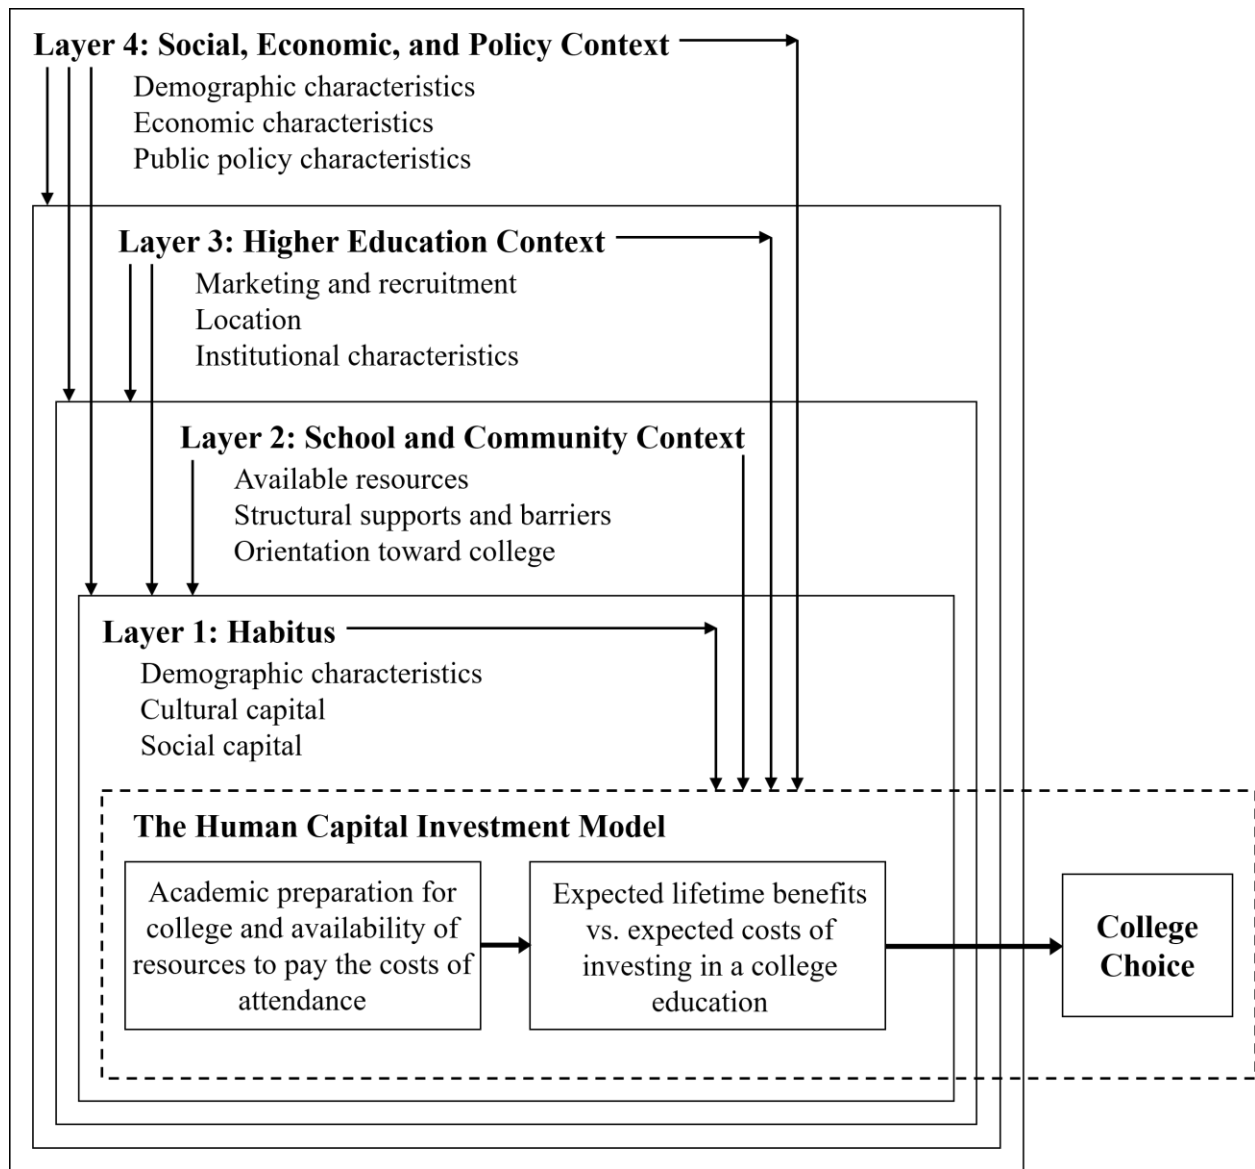 Layer 4: Social, Economic, and Policy Context
Demographic characteristics
Economic characteristics
Public policy characteristics
Layer 3: Higher Education Context
Marketing and recruitment
Location
Institutional characteristics
Layer 2: School and Community Context
Available resources
Structural supports and barriers
Orientation toward college
Layer 1: Habitus
Demographic characteristics
Cultural capital
Social capital
The Human Capital Investment Model
Academic preparation for
college and availability of
resources to pay the costs of
attendance
Expected lifetime benefits
vs. expected costs of
investing in a college
education
College
Choice